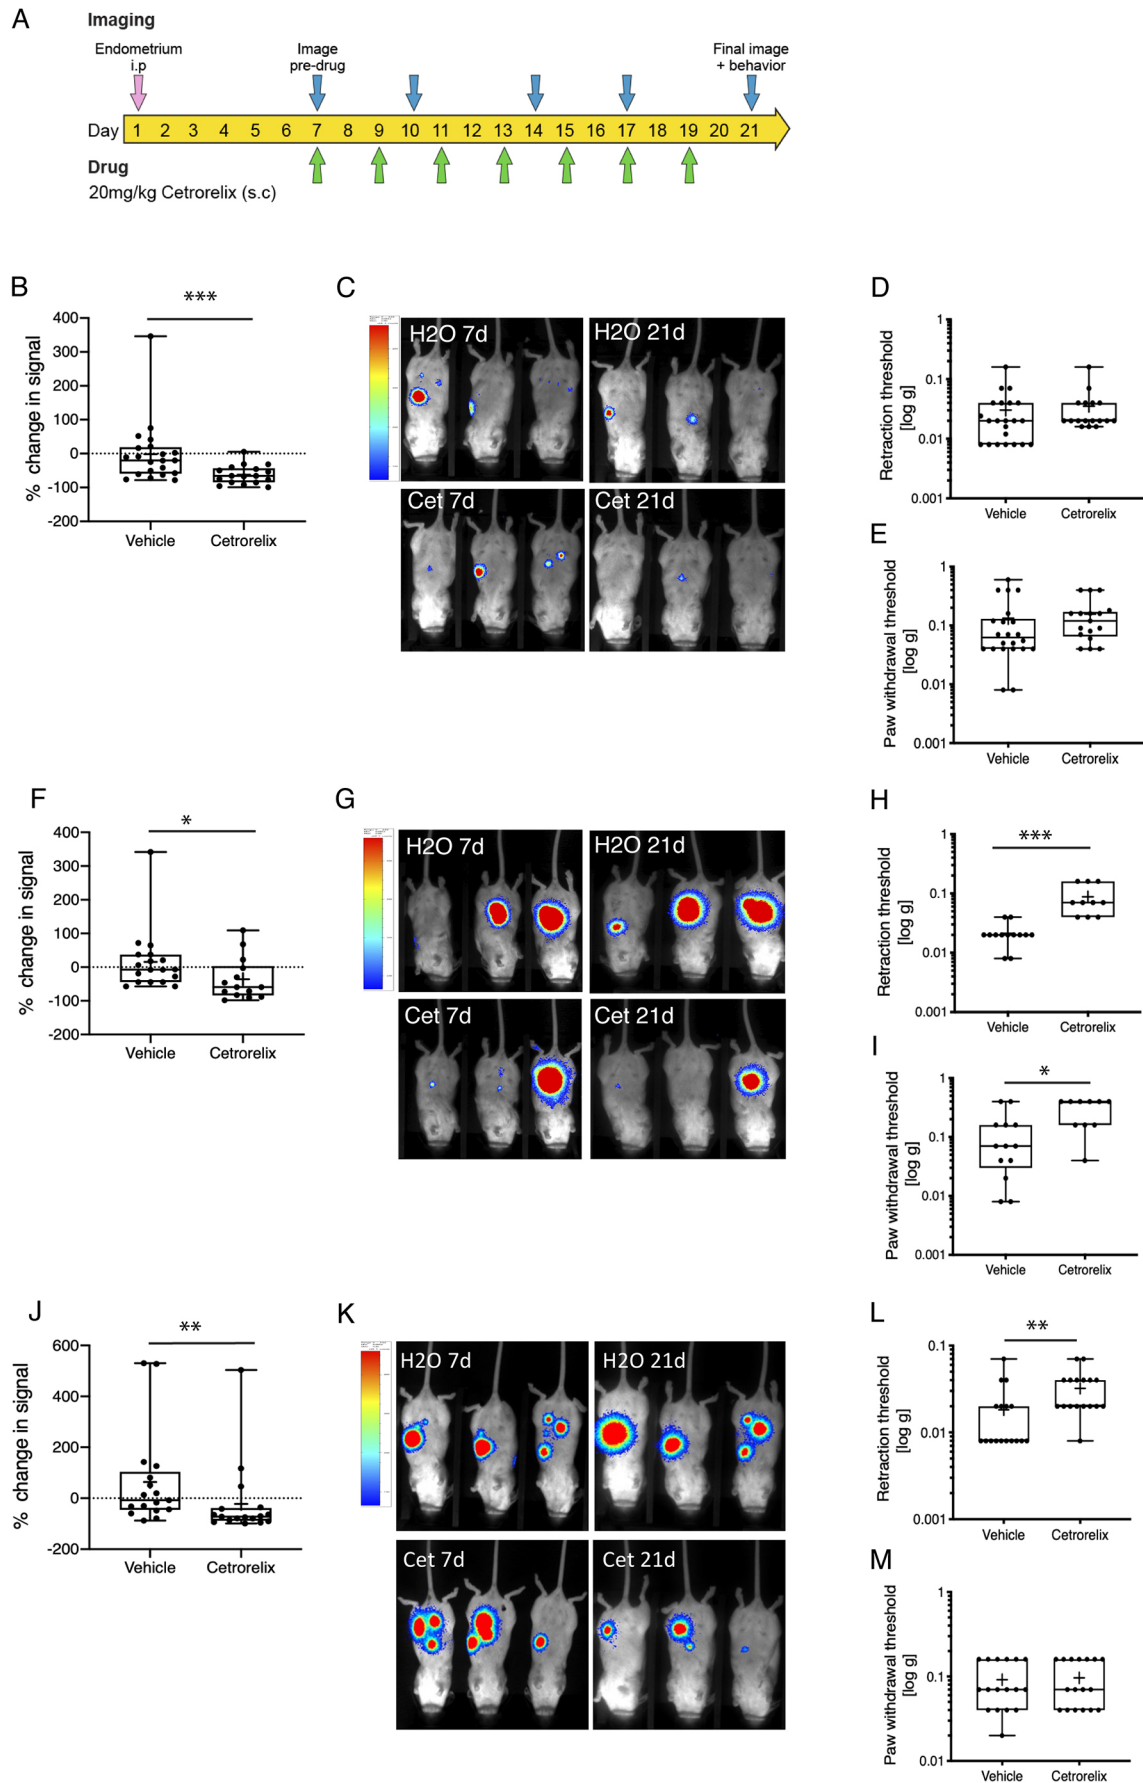 A
Imaging
Endometrium
i.p
Image
pre-drug
Final image
+ behavior
Day 1 2 3 4 5 6 7 8 9 10 11 12 13 14 15 16 17 18 19 20 21
Drug
20mg/kg Cetrorelix (s.c)
B
***
% change in signal
400
300
200
100
0
-100
-200
Vehicle Cetrorelix
C
H2O 7d
H2O 21d
Cet 7d
Cet 21d
D
Retraction threshold
[log g]
1
0.1
0.01
0.001
Vehicle Cetrorelix
E
Paw withdrawal threshold
[log g]
1
0.1
0.01
0.001
Vehicle Cetrorelix
F
*
% change in signal
400
300
200
100
0
-100
-200
Vehicle Cetrorelix
G
H2O 7d
H2O 21d
Cet 7d
Cet 21d
H
***
Retraction threshold
[log g]
1
0.1
0.01
0.001
Vehicle Cetrorelix
I
*
Paw withdrawal threshold
[log g]
1
0.1
0.01
0.001
Vehicle Cetrorelix
J
**
% change in signal
600
400
200
0
-200
Vehicle Cetrorelix
K
H2O 7d
H2O 21d
Cet 7d
Cet 21d
L
**
Retraction threshold
[log g]
0.1
0.01
0.001
Vehicle Cetrorelix
M
Paw withdrawal threshold
[log g]
1
0.1
0.01
Vehicle Cetrorelix